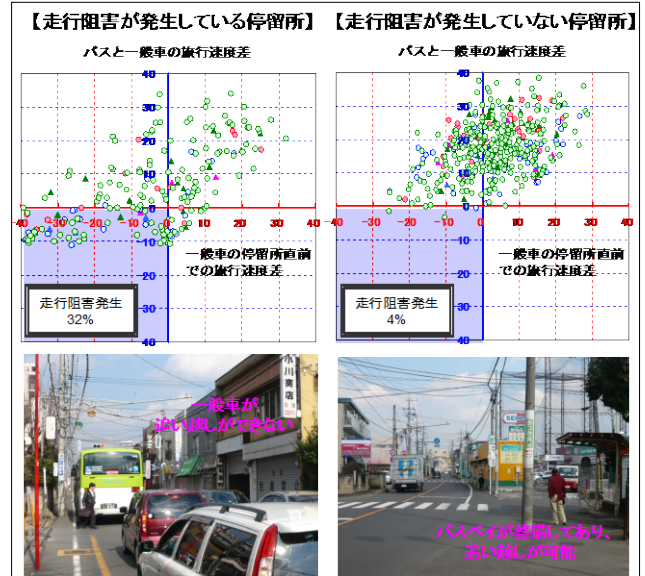 【走行阻害が発生している停留所】
【走行阻害が発生していない停留所】
バスと一般車の旅行速度差
バスと一般車の旅行速度差
40
30
20
10
0
-10
-20
-30
-40
-40 -30 -20 -10 0 10 20 30 40
一般車の停留所直前
での旅行速度差
走行阻害発生
32%
40
30
20
10
0
-10
-20
-30
-40
-40 -30 -20 -10 0 10 20 30 40
一般車の停留所直前
での旅行速度差
走行阻害発生
4%
一般車が
追い越しができない
小川商店
バスベイが整備してあり、
追い越しが可能